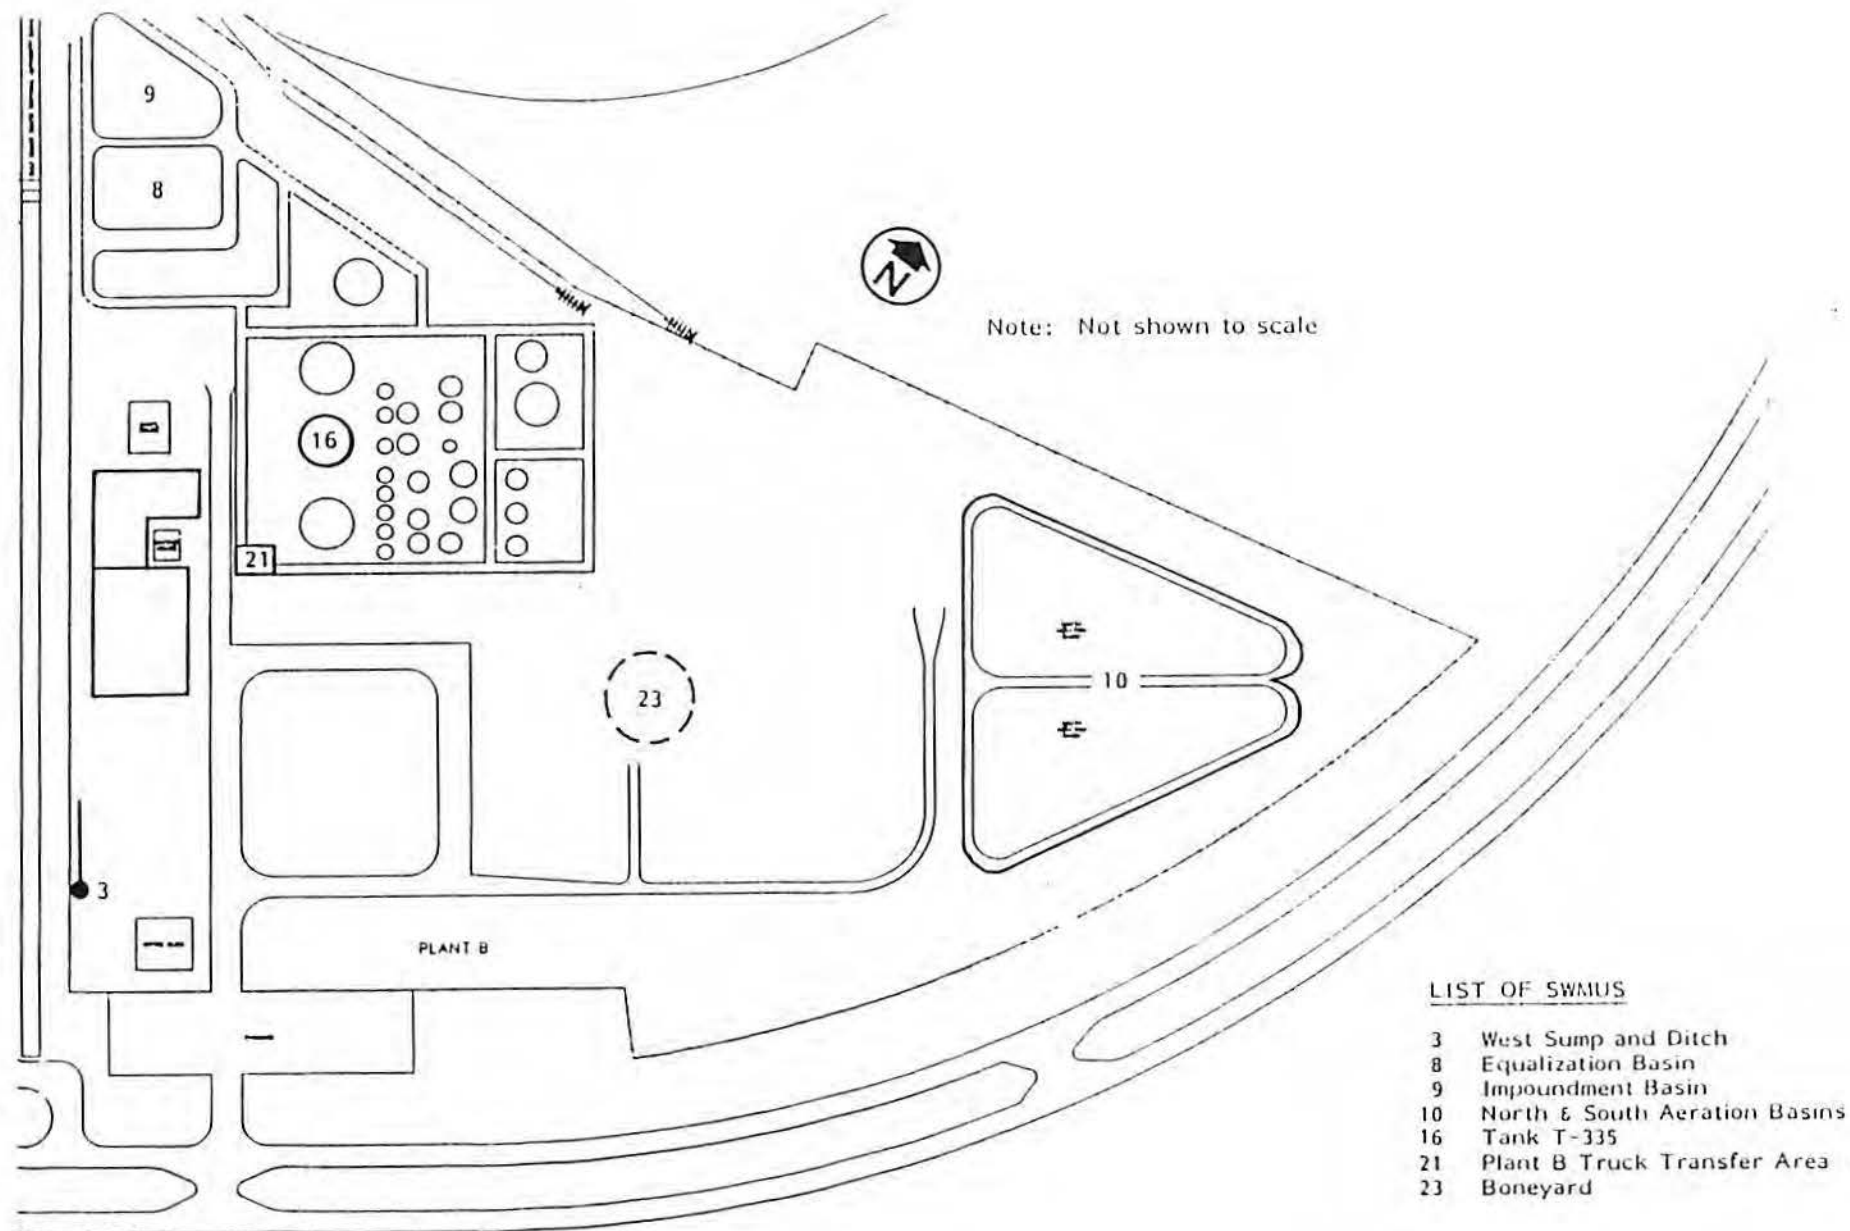 9
8
N
Note: Not shown to scale
16
21
23
10
3
PLANT B
LIST OF SWMUS
3 West Sump and Ditch
8 Equalization Basin
9 Impoundment Basin
10 North & South Aeration Basins
16 Tank T-335
21 Plant B Truck Transfer Area
23 Boneyard